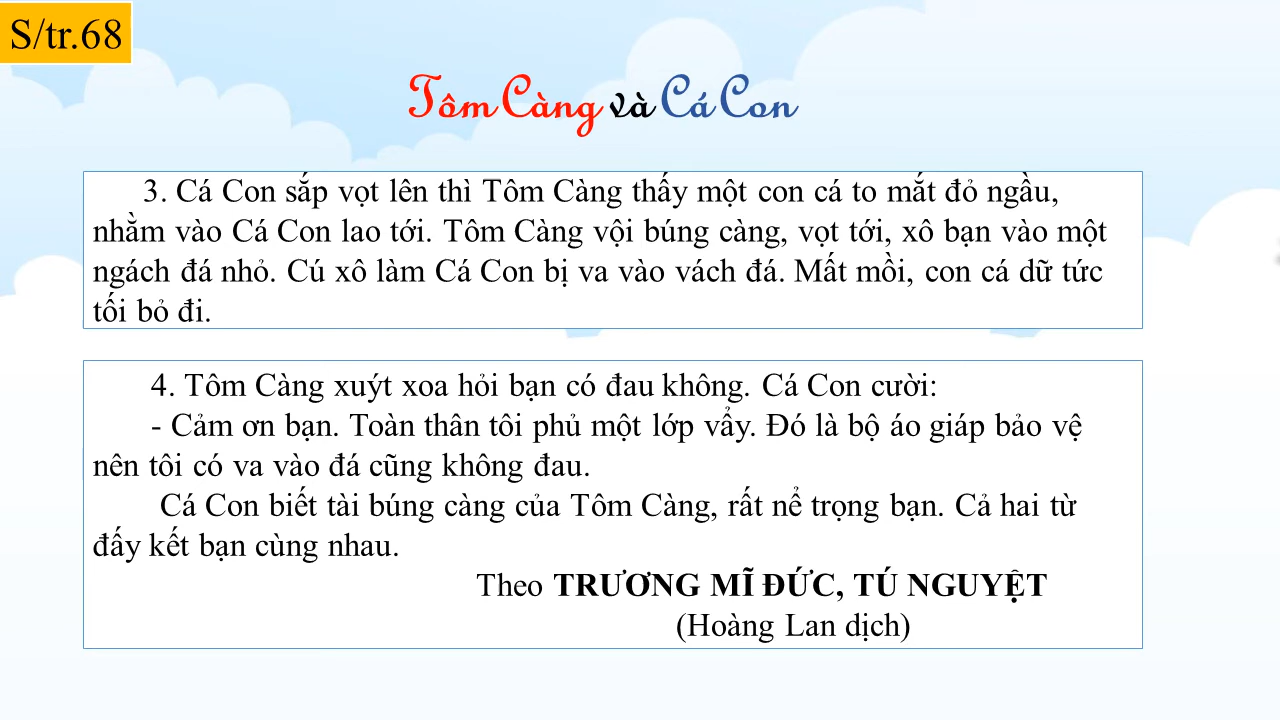 S/tr.68
Tôm Càng và Cá Con
3. Cá Con sắp vọt lên thì Tôm Càng thấy một con cá to mắt đỏ ngầu,
nhằm vào Cá Con lao tới. Tôm Càng vội búng càng, vọt tới, xô bạn vào một
ngách đá nhỏ. Cú xô làm Cá Con bị va vào vách đá. Mất mồi, con cá dữ tức
tối bỏ đi.
4. Tôm Càng xuýt xoa hỏi bạn có đau không. Cá Con cười:
- Cảm ơn bạn. Toàn thân tôi phủ một lớp vẩy. Đó là bộ áo giáp bảo vệ
nên tôi có va vào đá cũng không đau.
Cá Con biết tài búng càng của Tôm Càng, rất nể trọng bạn. Cả hai từ
đấy kết bạn cùng nhau.
Theo TRƯƠNG MĨ ĐỨC, TÚ NGUYỆT
(Hoàng Lan dịch)